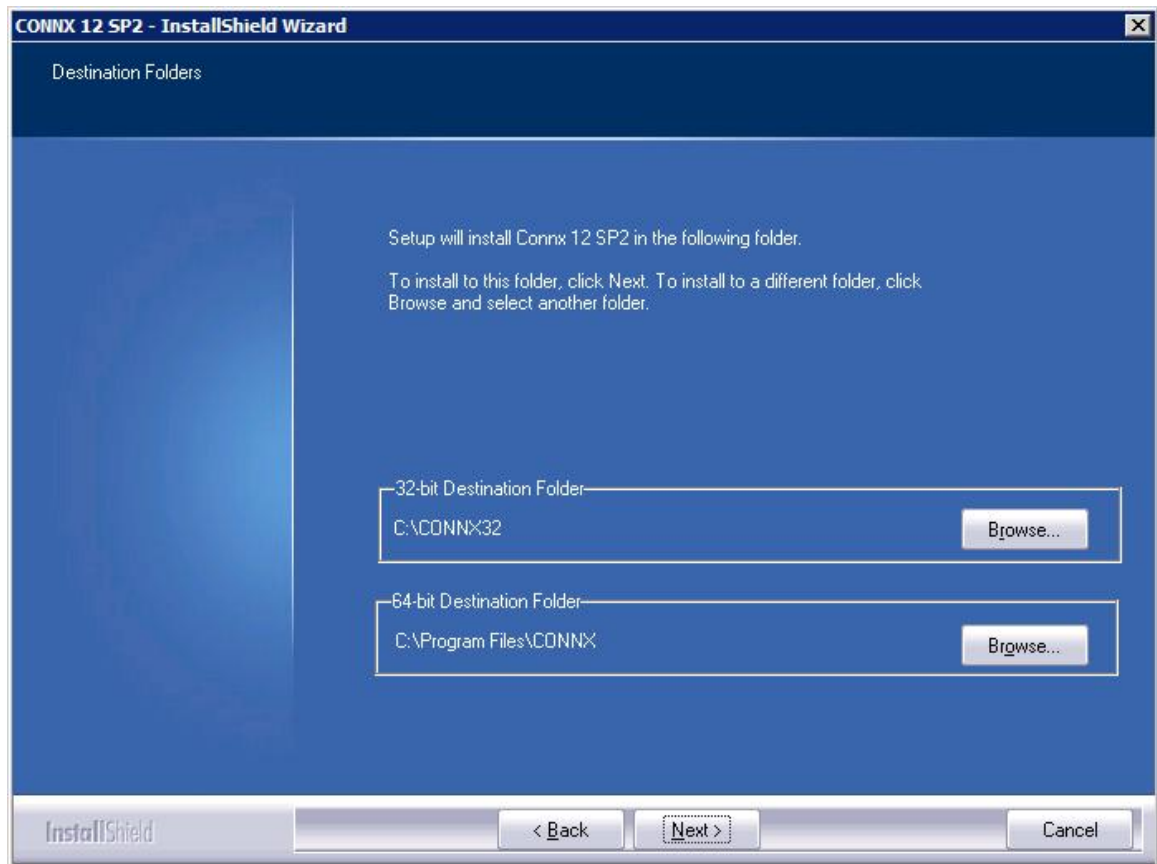 CONNX 12 SP2 - InstallShield Wizard
Destination Folders
Setup will install Connx 12 SP2 in the following folder.
To install to this folder, click Next. To install to a different folder, click
Browse and select another folder.
32-bit Destination Folder
C:\CONNX32
Browse...
64-bit Destination Folder
C:\Program Files\CONNX
Browse...
InstallShield
< Back
Next >
Cancel